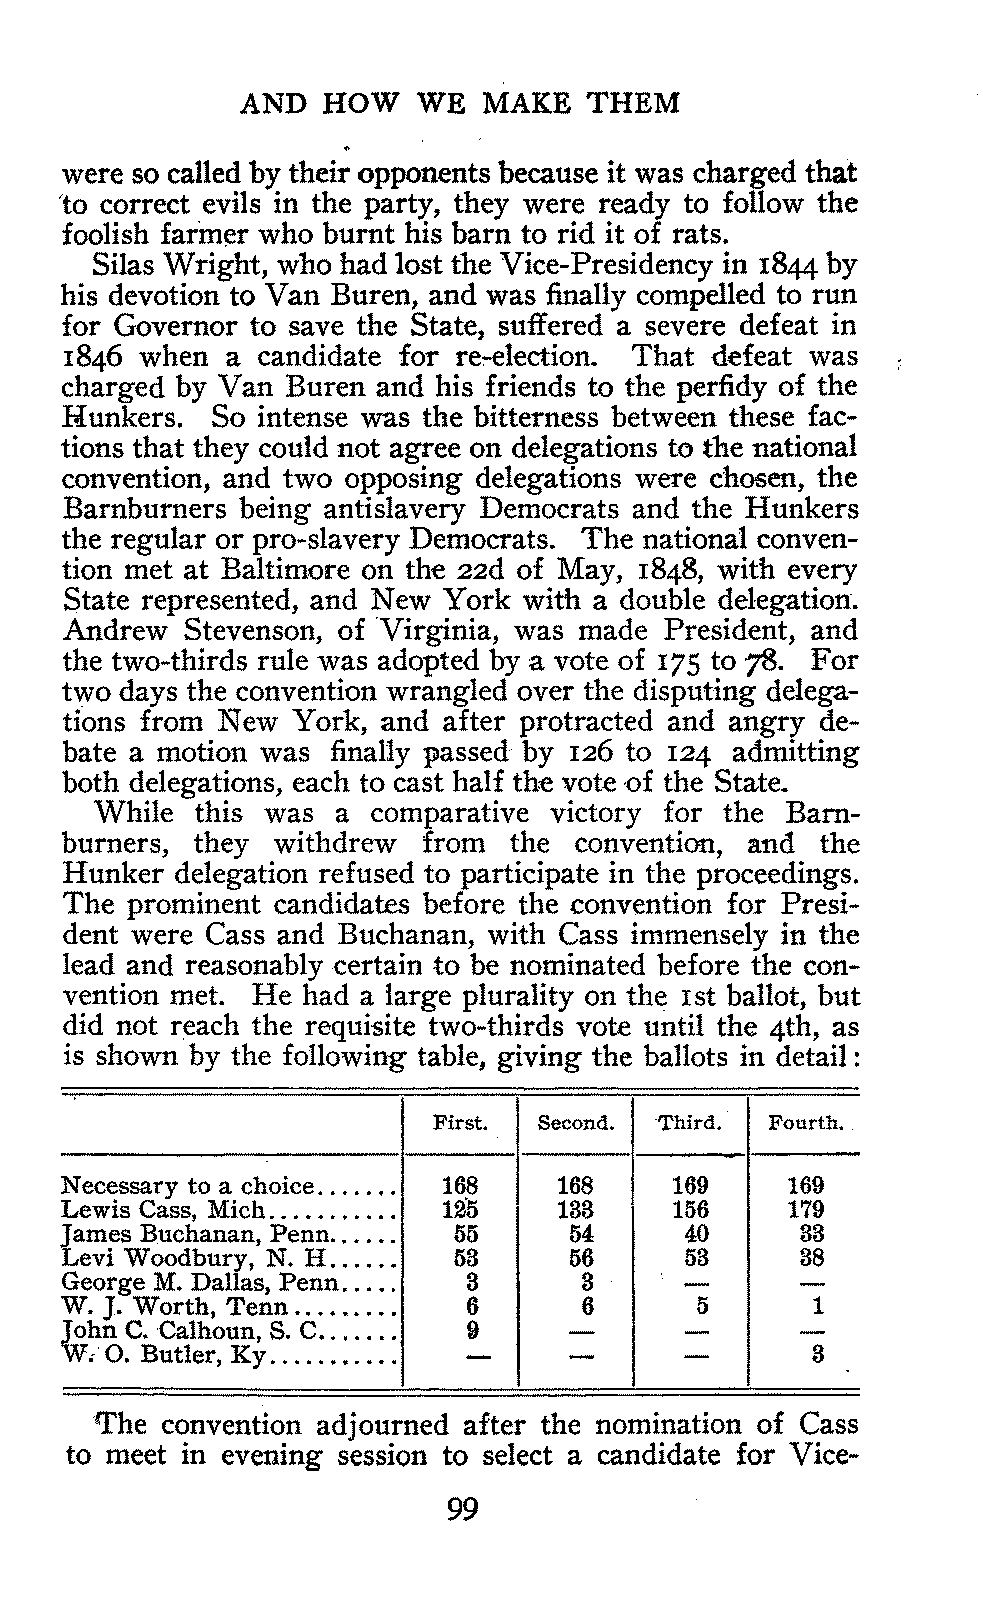 AND HOW WE MAKE THEM
were so called by their opponents because it was charged that
to correct evils in the party, they were ready to follow the
foolish farmer who burnt his barn to rid it of rats.
Silas Wright, who had lost the Vice-Presidency in 1844 by
his devotion to Van Buren, and was finally compelled to run
for Governor to save the State, suffered a severe defeat in
1846 when a candidate for re-election. That defeat was
charged by Van Buren and his friends to the perfidy of the
Hunkers. So intense was the bitterness between these fac-
tions that they could not agree on delegations to the national
convention, and two opposing delegations were chosen, the
Barnburners being antislavery Democrats and the Hunkers
the regular or pro-slavery Democrats. The national conven-
tion met at Baltimore on the 22d of May, 1848, with every
State represented, and New York with a double delegation.
Andrew Stevenson, of Virginia, was made President, and
the two-thirds rule was adopted by a vote of 175 to 78. For
two days the convention wrangled over the disputing delega-
tions from New York, and after protracted and angry de-
bate a motion was finally passed by 126 to 124 admitting
both delegations, each to cast half the vote of the State.
While this was a comparative victory for the Barn-
burners, they withdrew from the convention, and the
Hunker delegation refused to participate in the proceedings.
The prominent candidates before the convention for Presi-
dent were Cass and Buchanan, with Cass immensely in the
lead and reasonably certain to be nominated before the con-
vention met. He had a large plurality on the 1st ballot, but
did not reach the requisite two-thirds vote until the 4th, as
is shown by the following table, giving the ballots in detail:
First. Second. Third. Fourth.
Necessary to a choice....... 168 168 169 169
Lewis Cass, Mich........... 125 133 156 179
James Buchanan, Penn...... 55 54 40 33
Levi Woodbury, N. H...... 53 56 53 38
George M. Dallas, Penn..... 3 3 — —
W. J. Worth, Tenn......... 6 6 5 1
John C. Calhoun, S. C....... 9 — — —
W. O. Butler, Ky........... — — — 3
The convention adjourned after the nomination of Cass
to meet in evening session to select a candidate for Vice-
99